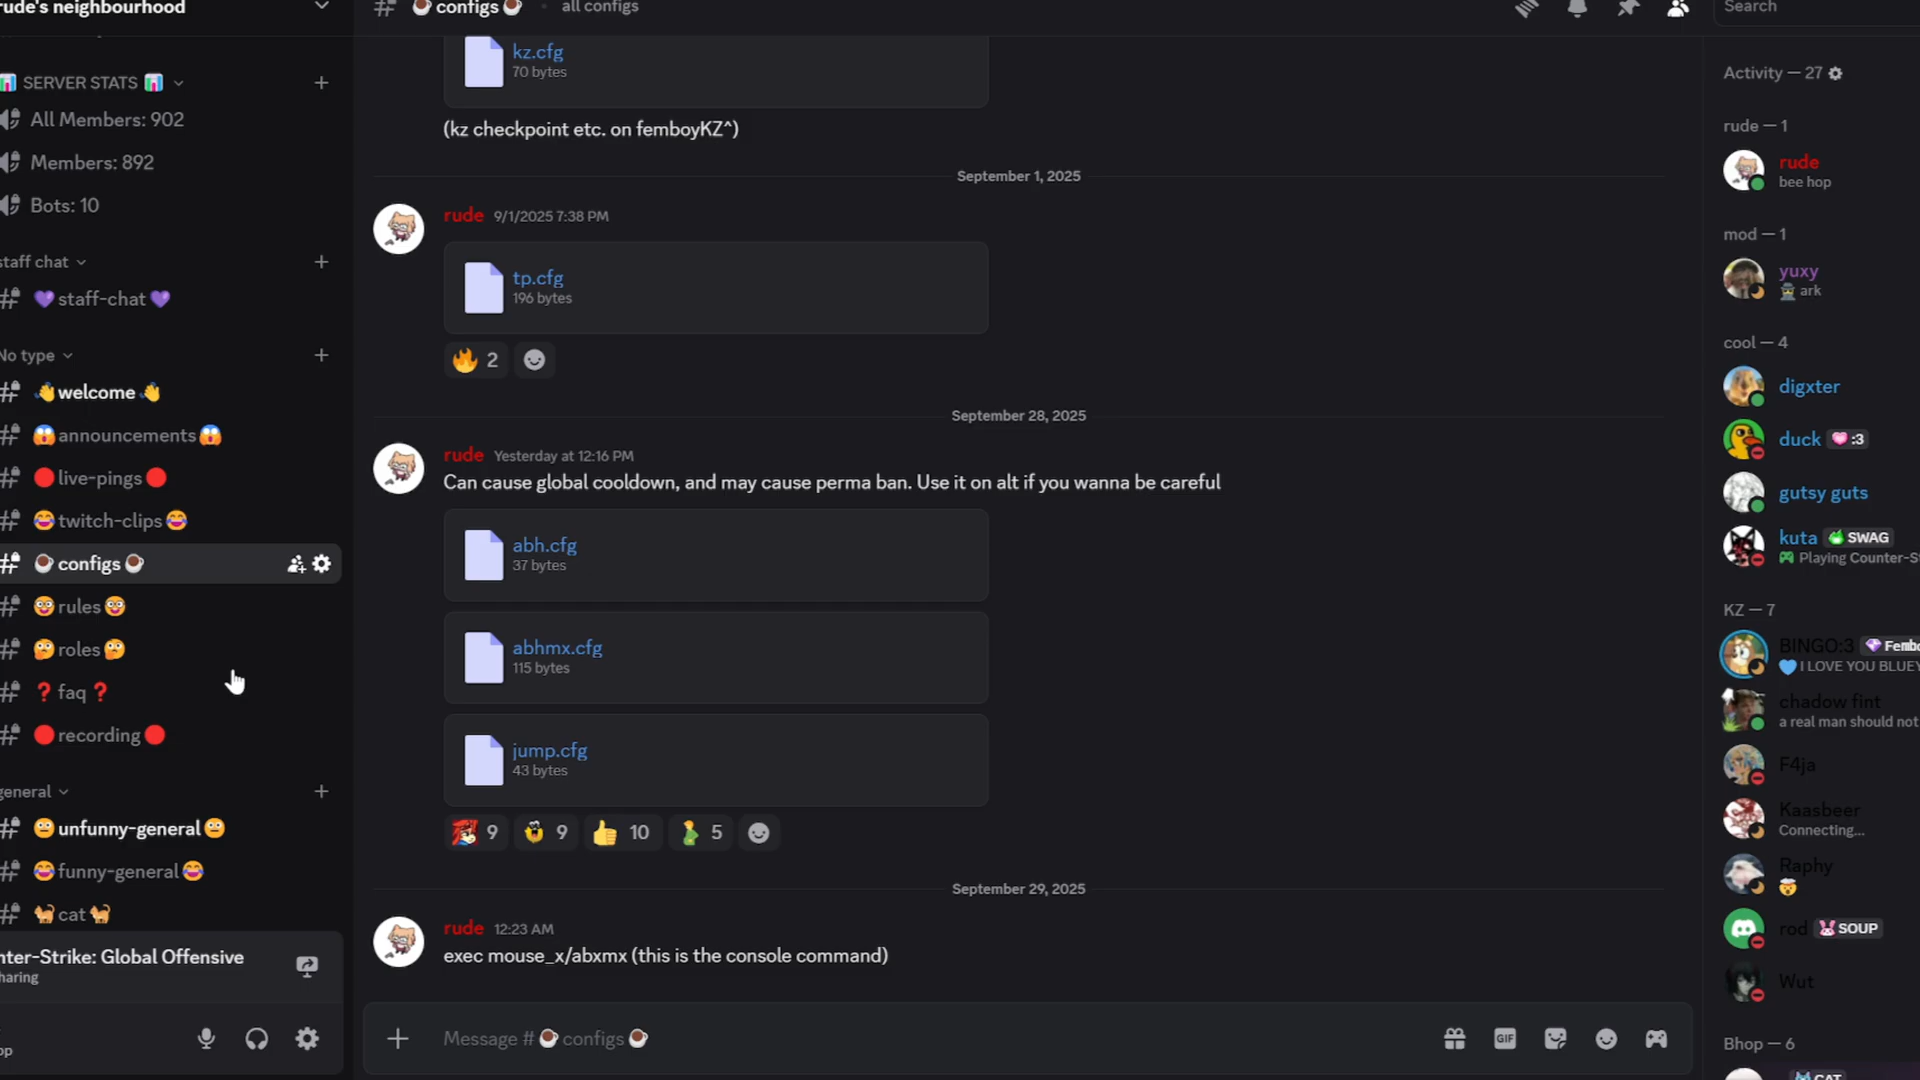 rude's neighbourhood
SERVER STATS
All Members: 902
Members: 892
Bots: 10
staff chat
staff-chat
No type
welcome
announcements
live-pings
twitch-clips
configs
rules
roles
faq
recording
general
unfunny-general
funny-general
cat
nter-Strike: Global Offensive
haring
op
configs
all configs
Search
kz.cfg
70 bytes
(kz checkpoint etc. on femboyKZ^)
September 1, 2025
rude 9/1/2025 7:38 PM
tp.cfg
196 bytes
2
September 28, 2025
rude Yesterday at 12:16 PM
Can cause global cooldown, and may cause perma ban. Use it on alt if you wanna be careful
abh.cfg
37 bytes
abhmx.cfg
115 bytes
jump.cfg
43 bytes
9 9 10 5
September 29, 2025
rude 12:23 AM
exec mouse_x/abxmx (this is the console command)
Message # configs
GIF
Activity — 27
rude — 1
rude
bee hop
mod — 1
yuxy
ark
cool — 4
digxter
duck :3
gutsy guts
kuta SWAG
Playing Counter-S
KZ — 7
BINGO:3 Femb
I LOVE YOU BLUEY
chadow fint
a real man should not
F4ja
Kaasbeer
Connecting...
Raphy
rod SOUP
Wut
Bhop — 6
CAT